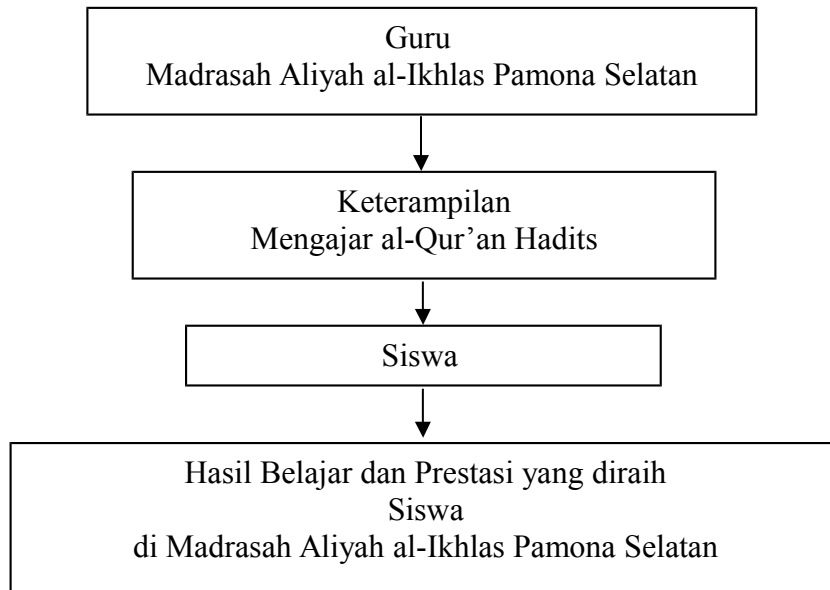 Guru
Madrasah Aliyah al-Ikhlas Pamona Selatan
Keterampilan
Mengajar al-Qur’an Hadits
Siswa
Hasil Belajar dan Prestasi yang diraih
Siswa
di Madrasah Aliyah al-Ikhlas Pamona Selatan